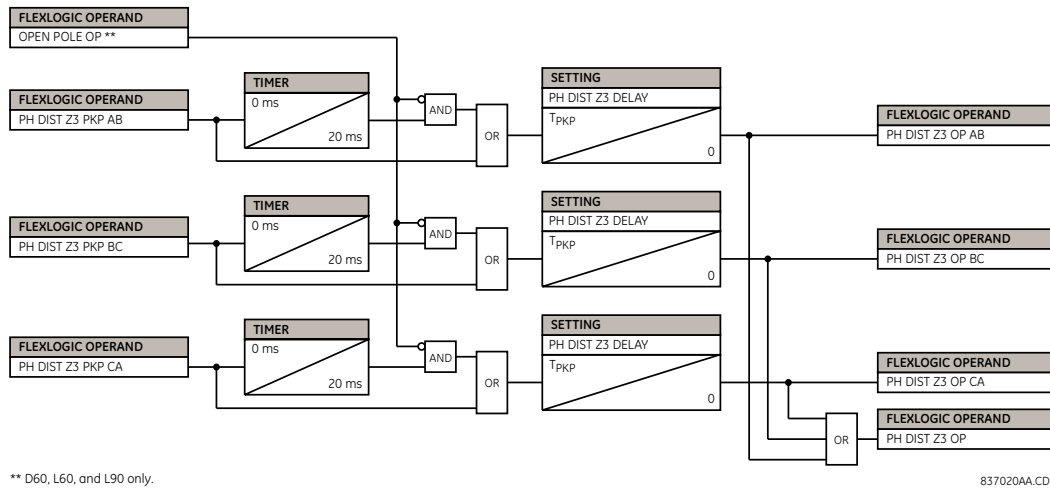 FLEXLOGIC OPERAND
OPEN POLE OP **
FLEXLOGIC OPERAND
PH DIST Z3 PKP AB
TIMER
0 ms
20 ms
AND
OR
SETTING
PH DIST Z3 DELAY
TPKP
0
FLEXLOGIC OPERAND
PH DIST Z3 OP AB
FLEXLOGIC OPERAND
PH DIST Z3 PKP BC
TIMER
0 ms
20 ms
AND
OR
SETTING
PH DIST Z3 DELAY
TPKP
0
FLEXLOGIC OPERAND
PH DIST Z3 OP BC
FLEXLOGIC OPERAND
PH DIST Z3 PKP CA
TIMER
0 ms
20 ms
AND
OR
SETTING
PH DIST Z3 DELAY
TPKP
0
FLEXLOGIC OPERAND
PH DIST Z3 OP CA
OR
FLEXLOGIC OPERAND
PH DIST Z3 OP
** D60, L60, and L90 only.
837020AA.CD